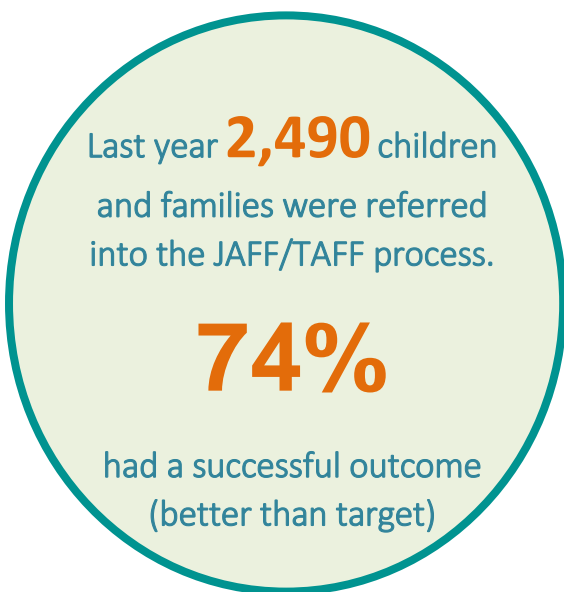 Last year 2,490 children
and families were referred
into the JAFF/TAFF process.
74%
had a successful outcome
(better than target)